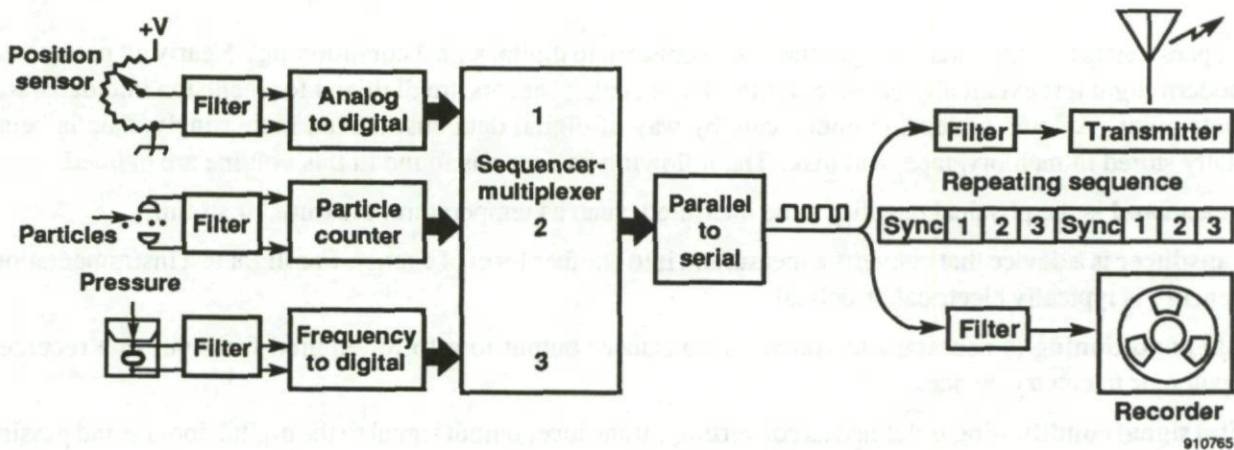 +V
Position
sensor
Filter
Analog
to digital
1
Particles
Filter
Particle
counter
Sequencer-
multiplexer
2
Pressure
Filter
Frequency
to digital
3
Parallel
to
serial
Filter
Transmitter
Repeating sequence
Sync 1 2 3 Sync 1 2 3
Filter
Recorder
910765